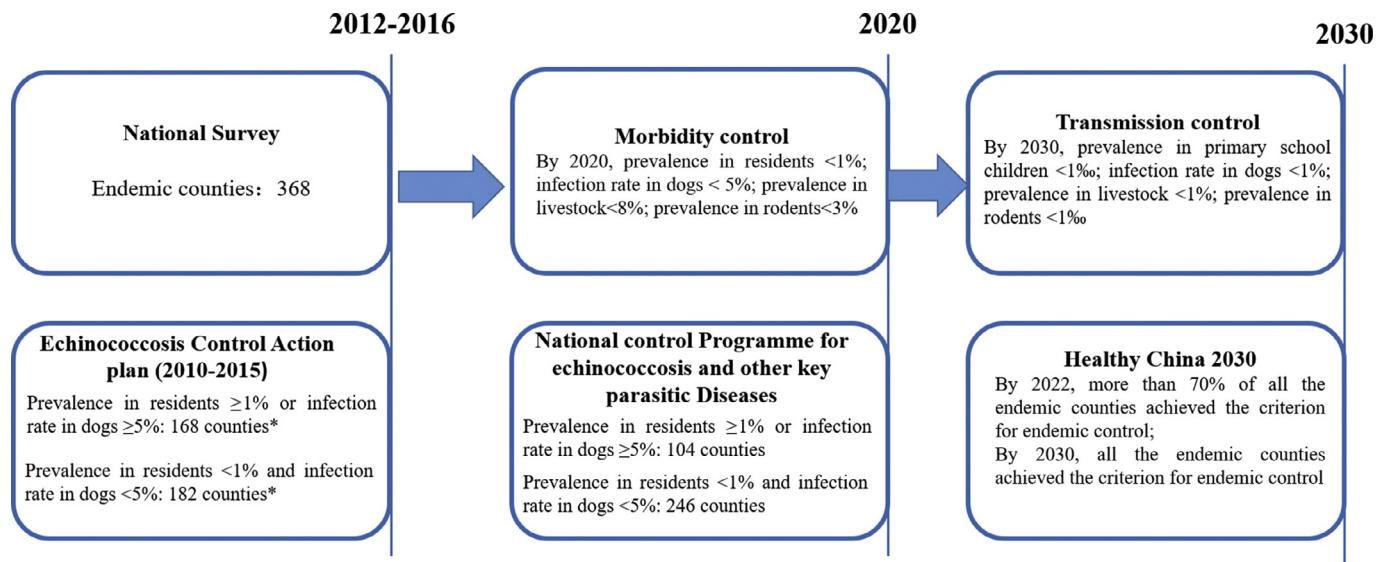 2012-2016
2020
2030
National Survey
Endemic counties：368
Morbidity control
By 2020, prevalence in residents <1%;
infection rate in dogs < 5%; prevalence in
livestock<8%; prevalence in rodents<3%
Transmission control
By 2030, prevalence in primary school
children <1‰; infection rate in dogs <1%;
prevalence in livestock <1%; prevalence in
rodents <1‰
Echinococcosis Control Action
plan (2010-2015)
Prevalence in residents ≥1% or infection
rate in dogs ≥5%: 168 counties*
Prevalence in residents <1% and infection
rate in dogs <5%: 182 counties*
National control Programme for
echinococcosis and other key
parasitic Diseases
Prevalence in residents ≥1% or infection
rate in dogs ≥5%: 104 counties
Prevalence in residents <1% and infection
rate in dogs <5%: 246 counties
Healthy China 2030
By 2022, more than 70% of all the
endemic counties achieved the criterion
for endemic control;
By 2030, all the endemic counties
achieved the criterion for endemic control